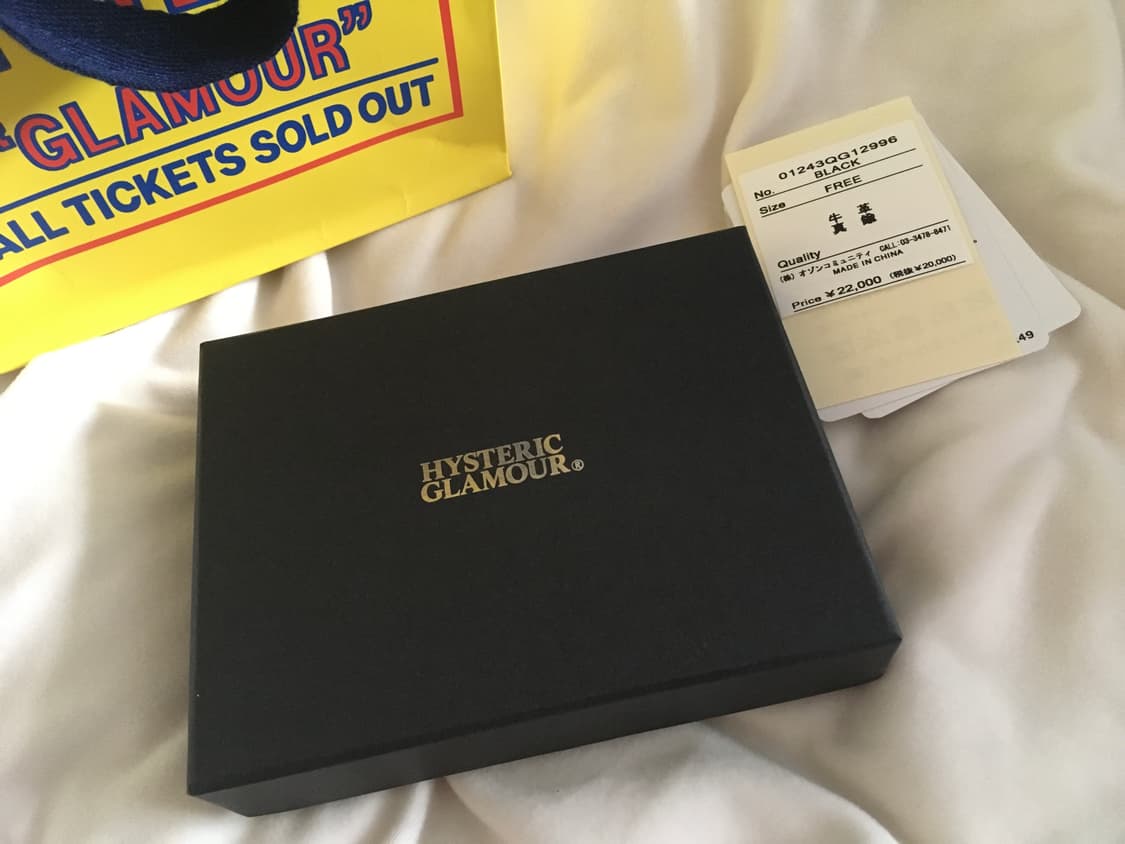 GLAMOUR”
ALL TICKETS SOLD OUT
HYSTERIC
GLAMOUR®
No. 01243QG12996
BLACK
Size FREE
牛 革
真 鍮
Quality
(株) オゾンコミュニティ CALL:03-3478-8471
MADE IN CHINA
Price ¥22,000 (税抜¥20,000)
49